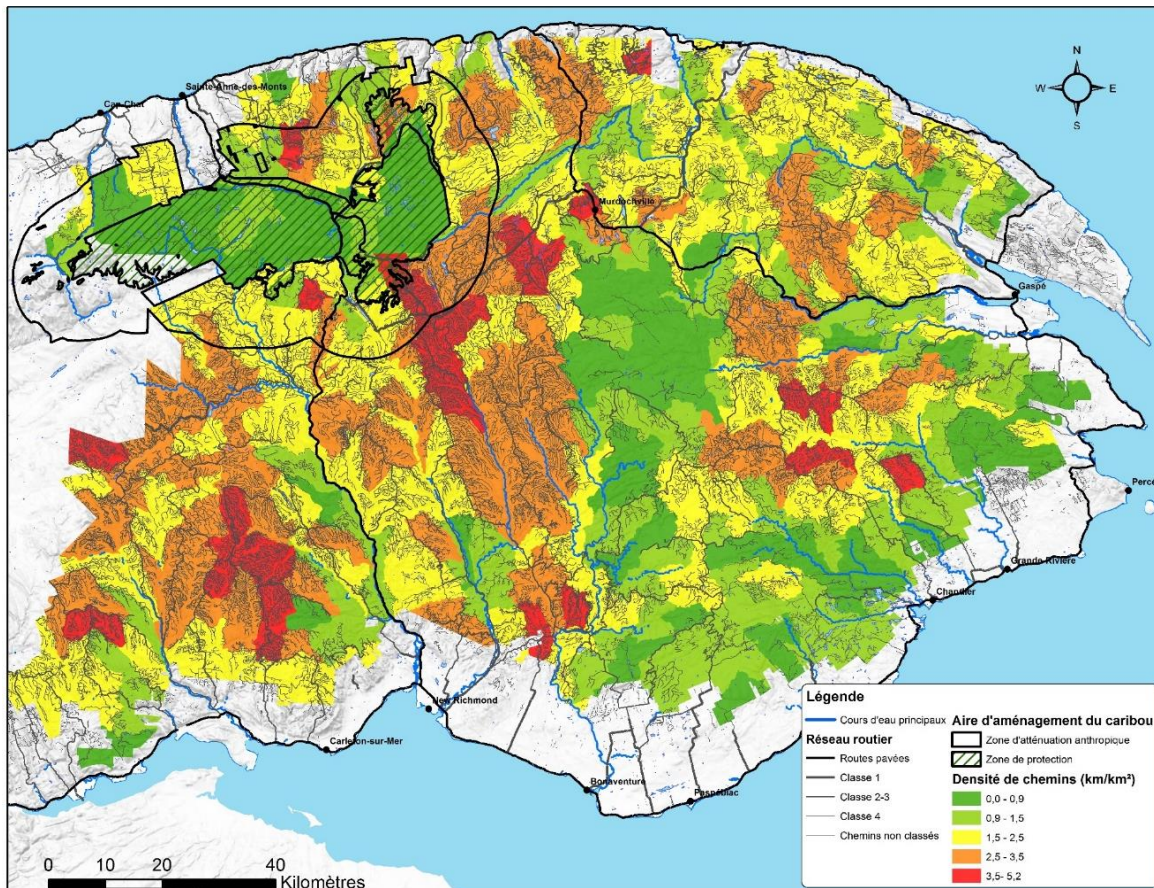 N
W E
S
Cap-Chat
Sainte-Anne-des-Monts
Murdochville
Gaspé
Percé
Grande-Rivière
Chandler
New Richmond
Carleton-sur-Mer
Bonaventure
Paspébiac
Légende
Cours d'eau principaux
Réseau routier
Routes pavées
Classe 1
Classe 2-3
Classe 4
Chemins non classés
Aire d'aménagement du caribou
Zone d'atténuation anthropique
Zone de protection
Densité de chemins (km/km²)
0,0 - 0,9
0,9 - 1,5
1,5 - 2,5
2,5 - 3,5
3,5- 5,2
0 10 20 40
Kilomètres